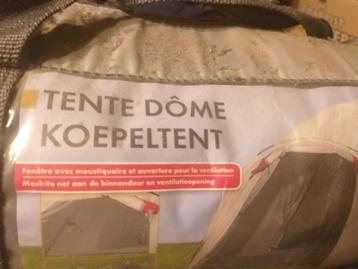 TENTE DÔME
KOEPELTENT
Fenêtre avec moustiquaire et ouverture pour la ventilation
Muskito net aan de binnendeur en ventilatieopening